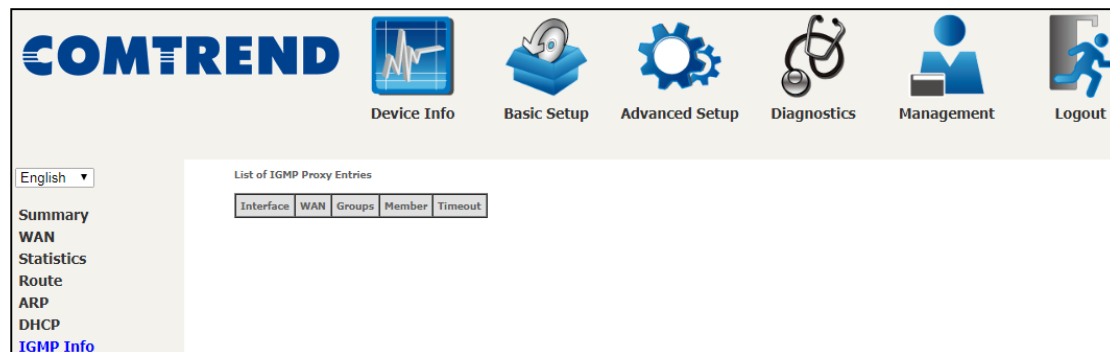 COMTREND
Device Info
Basic Setup
Advanced Setup
Diagnostics
Management
Logout
English
Summary
WAN
Statistics
Route
ARP
DHCP
IGMP Info
List of IGMP Proxy Entries
Interface WAN Groups Member Timeout